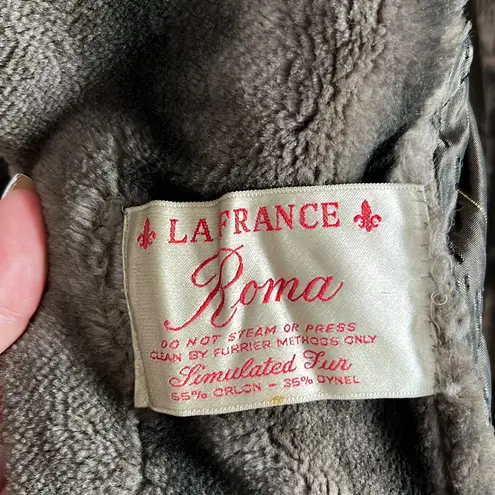 LA FRANCE
Roma
DO NOT STEAM OR PRESS
CLEAN BY FURRIER METHODS ONLY
Simulated Fur
65% ORLON - 35% DYNEL